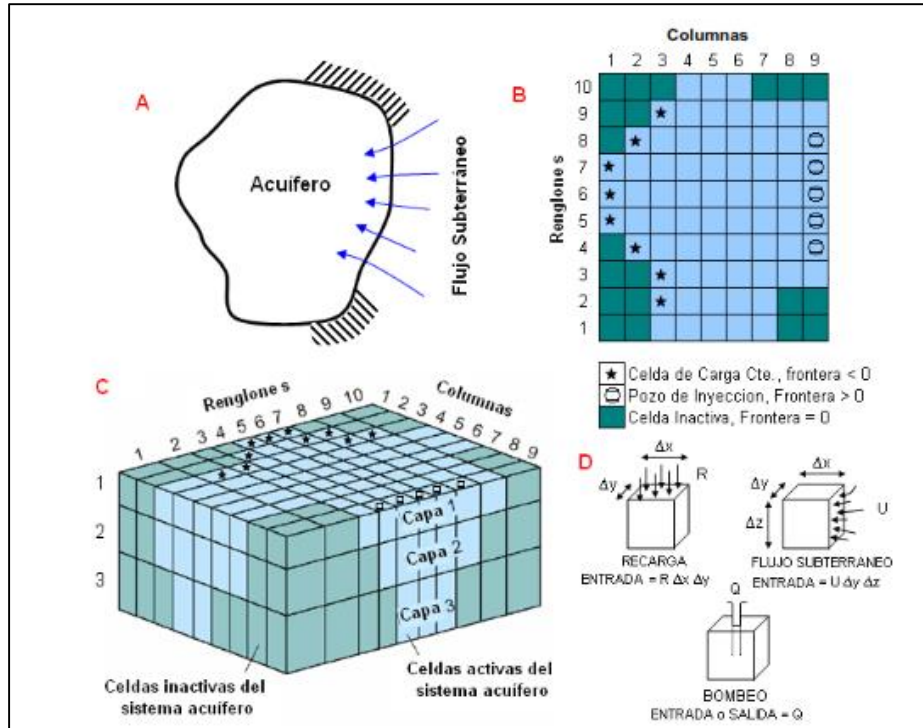 A
Acuífero
Flujo Subterráneo
B
Columnas
1 2 3 4 5 6 7 8 9
Renglones
10
9
8
7
6
5
4
3
2
1
★ Celda de Carga Cte., frontera < 0
Pozo de Inyeccion, Frontera > 0
Celda Inactiva, Frontera = 0
C
Renglones
Columnas
1 2 3 4 5 6 7 8 9 10
1 2 3 4 5 6 7 8 9
1
2
3
Capa 1
Capa 2
Capa 3
Celdas inactivas del
sistema acuífero
Celdas activas del
sistema acuífero
D
Δx
Δy
R
RECARGA
ENTRADA = R Δx Δy
Δx
Δy
Δz
U
FLUJO SUBTERRANEO
ENTRADA = U Δy Δz
Q
BOMBEO
ENTRADA o SALIDA = Q